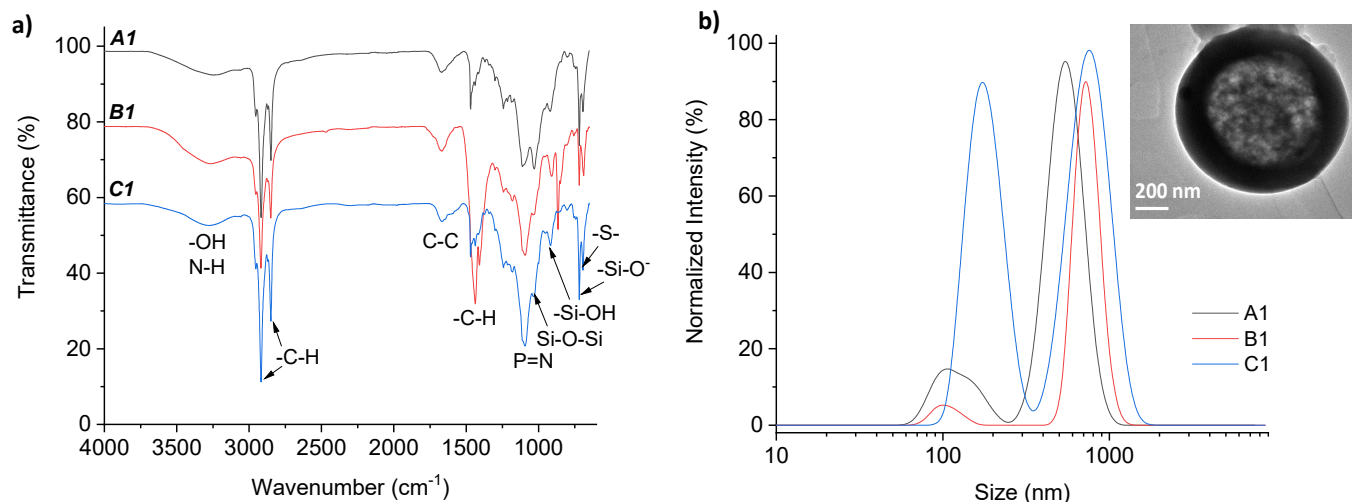 a)
A1
B1
C1
-OH
N-H
-C-H
C-C
-C-H
P=N
Si-O-Si
-Si-OH
-Si-O⁻
-S-
100
80
60
40
20
0
Transmittance (%)
4000 3500 3000 2500 2000 1500 1000
Wavenumber (cm⁻¹)
b)
100
80
60
40
20
0
Normalized Intensity (%)
200 nm
A1
B1
C1
10 100 1000
Size (nm)